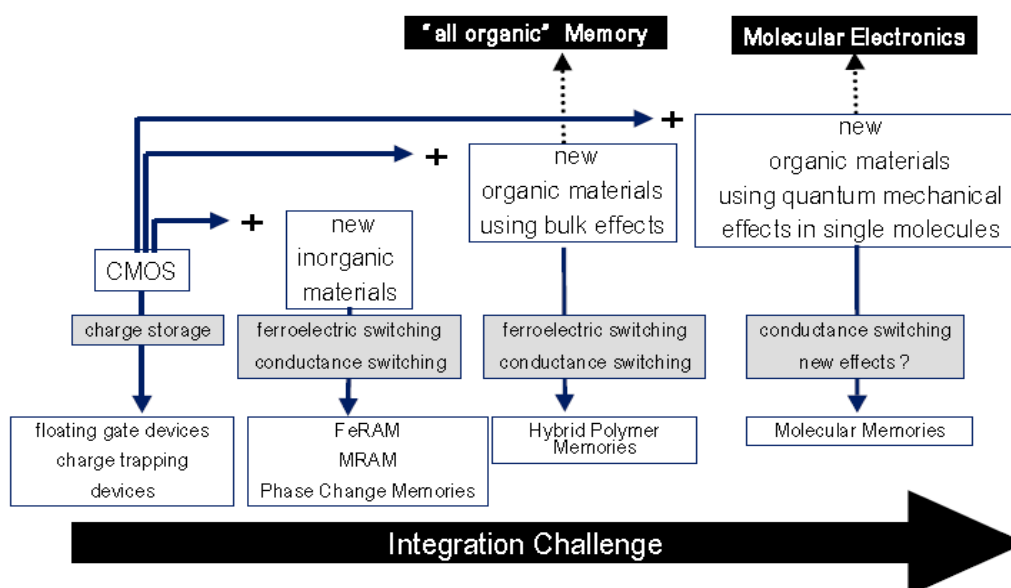 "all organic" Memory
Molecular Electronics
+
+
+
CMOS
new
inorganic
materials
new
organic materials
using bulk effects
new
organic materials
using quantum mechanical
effects in single molecules
charge storage
ferroelectric switching
conductance switching
ferroelectric switching
conductance switching
conductance switching
new effects ?
floating gate devices
charge trapping
devices
FeRAM
MRAM
Phase Change Memories
Hybrid Polymer
Memories
Molecular Memories
Integration Challenge